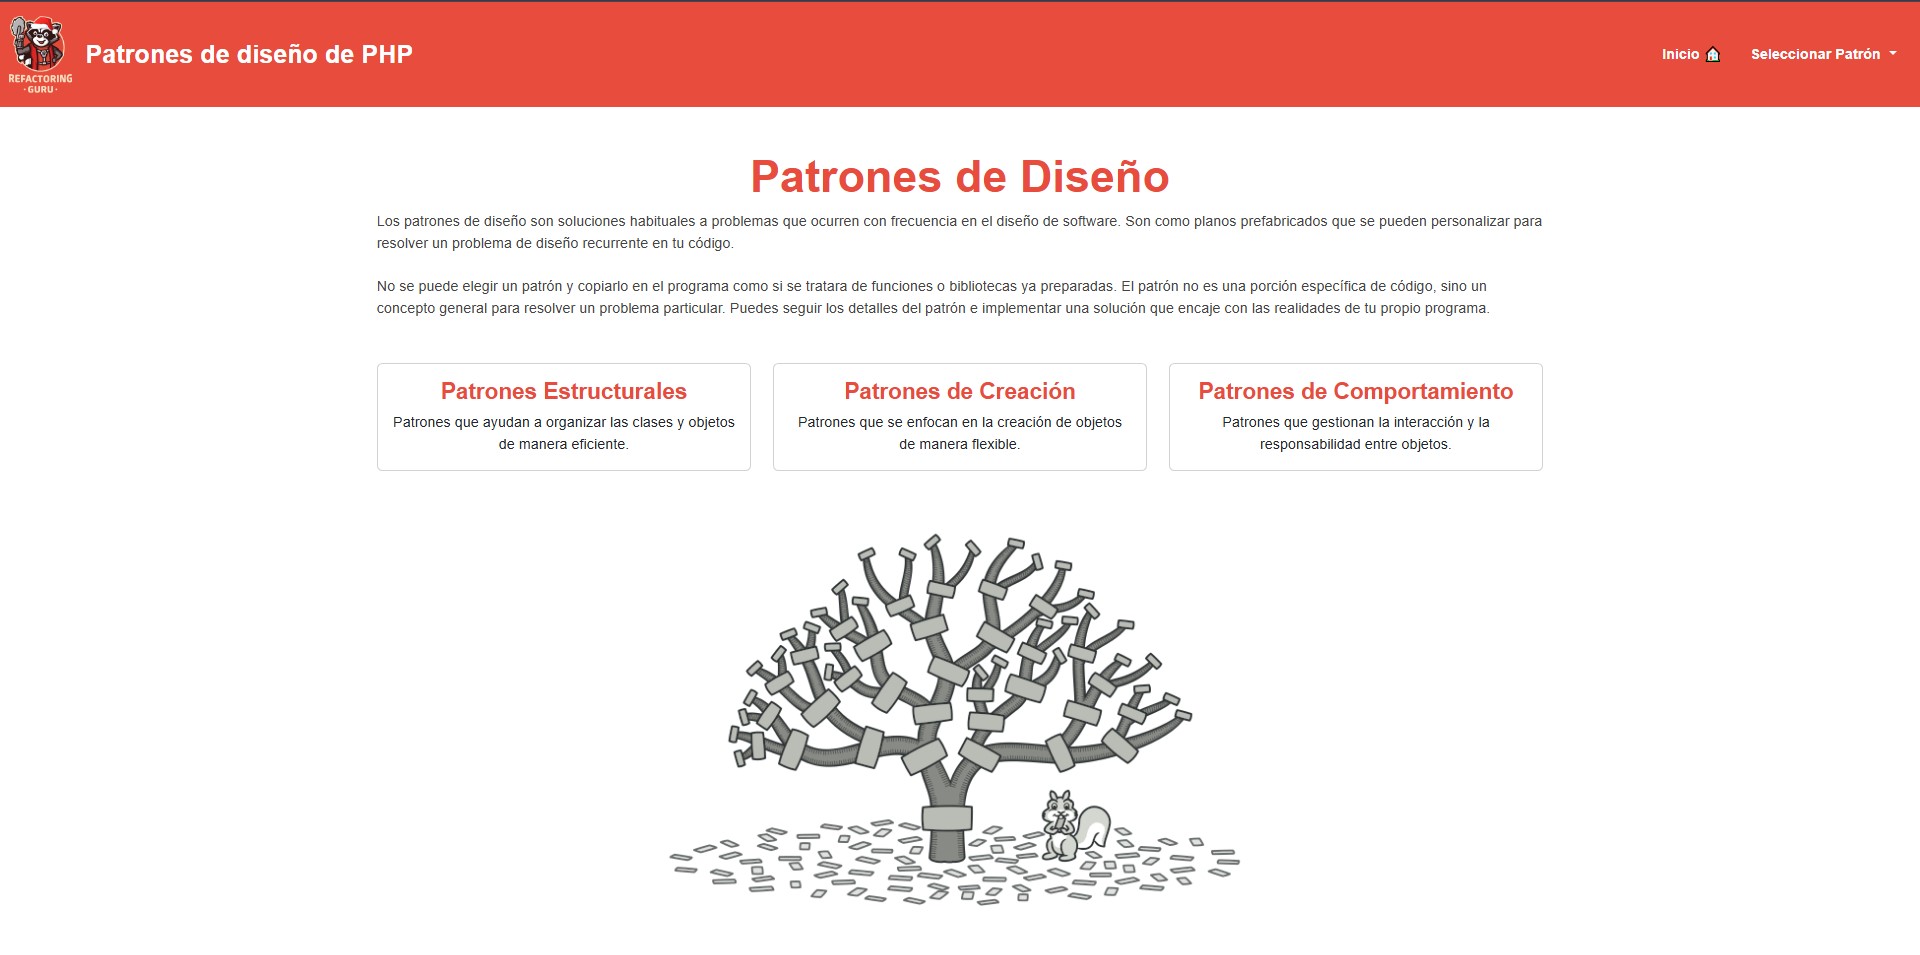 REFACTORING
·GURU·
Patrones de diseño de PHP
Inicio
Seleccionar Patrón
Patrones de Diseño
Los patrones de diseño son soluciones habituales a problemas que ocurren con frecuencia en el diseño de software. Son como planos prefabricados que se pueden personalizar para
resolver un problema de diseño recurrente en tu código.
No se puede elegir un patrón y copiarlo en el programa como si se tratara de funciones o bibliotecas ya preparadas. El patrón no es una porción específica de código, sino un
concepto general para resolver un problema particular. Puedes seguir los detalles del patrón e implementar una solución que encaje con las realidades de tu propio programa.
Patrones Estructurales
Patrones que ayudan a organizar las clases y objetos
de manera eficiente.
Patrones de Creación
Patrones que se enfocan en la creación de objetos
de manera flexible.
Patrones de Comportamiento
Patrones que gestionan la interacción y la
responsabilidad entre objetos.